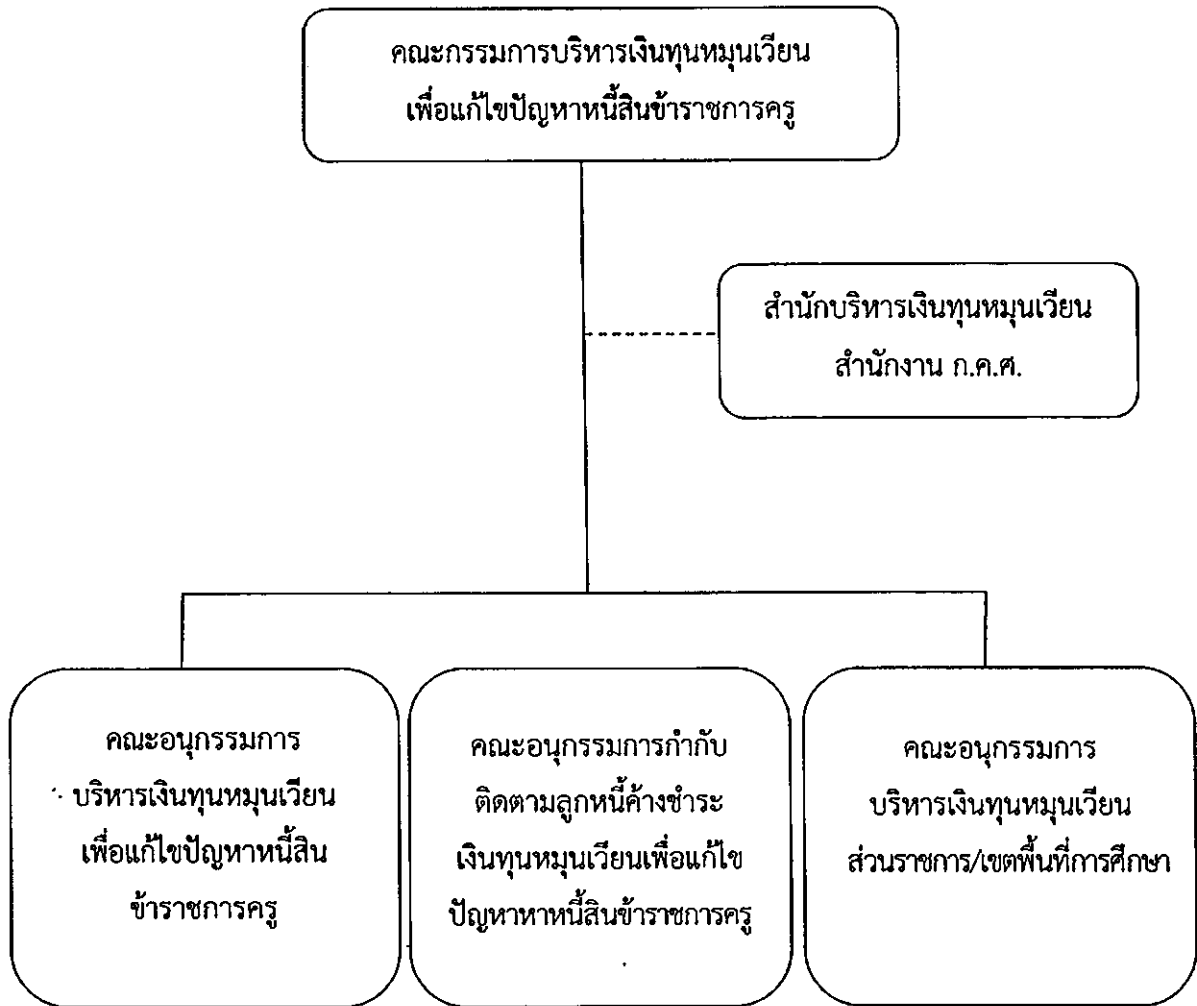 คณะกรรมการบริหารเงินทุนหมุนเวียน
เพื่อแก้ไขปัญหาหนี้สินข้าราชการครู
สำนักบริหารเงินทุนหมุนเวียน
สำนักงาน ก.ค.ศ.
คณะอนุกรรมการ
บริหารเงินทุนหมุนเวียน
เพื่อแก้ไขปัญหาหนี้สิน
ข้าราชการครู
คณะอนุกรรมการกำกับ
ติดตามลูกหนี้ค้างชำระ
เงินทุนหมุนเวียนเพื่อแก้ไข
ปัญหาหาหนี้สินข้าราชการครู
คณะอนุกรรมการ
บริหารเงินทุนหมุนเวียน
ส่วนราชการ/เขตพื้นที่การศึกษา